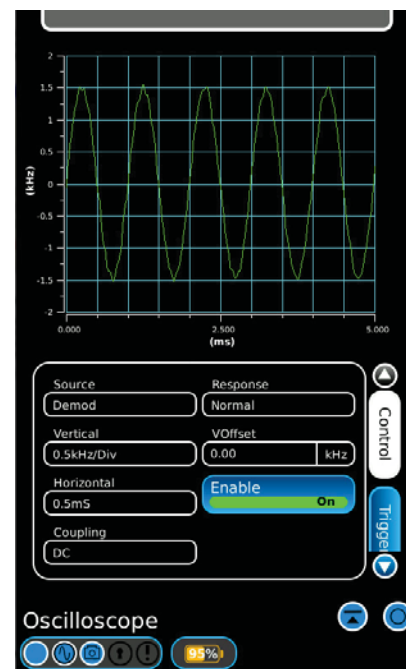 2
1.5
1
0.5
0
-0.5
-1
-1.5
-2
(kHz)
0.000 2.500 5.000
(ms)
Source Response
Demod Normal
Vertical VOffset
0.5kHz/Div 0.00 kHz
Horizontal Enable
0.5mS On
Coupling
DC
Control
Trigger
Oscilloscope
95%